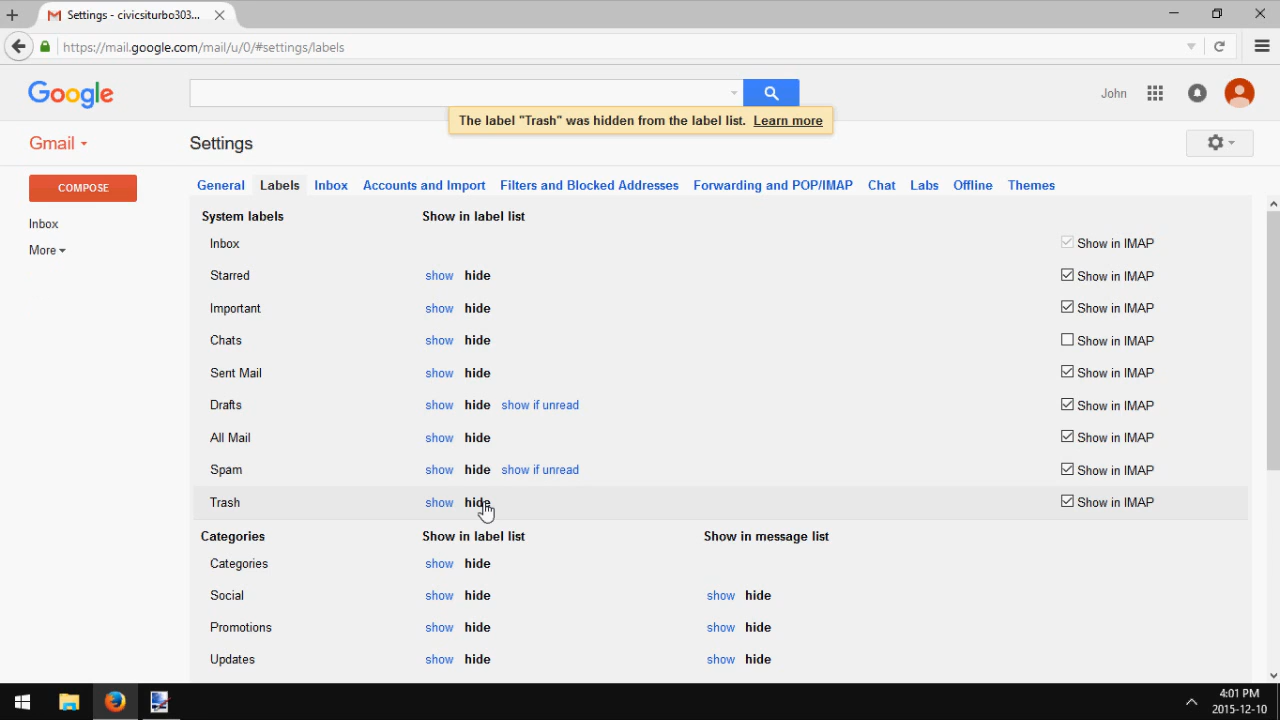 Settings - civicsiturbo303...
https://mail.google.com/mail/u/0/#settings/labels
Google
John
The label "Trash" was hidden from the label list. Learn more
Gmail
Settings
COMPOSE
Inbox
More
General Labels Inbox Accounts and Import Filters and Blocked Addresses Forwarding and POP/IMAP Chat Labs Offline Themes
System labels Show in label list
Inbox Show in IMAP
Starred show hide Show in IMAP
Important show hide Show in IMAP
Chats show hide Show in IMAP
Sent Mail show hide Show in IMAP
Drafts show hide show if unread Show in IMAP
All Mail show hide Show in IMAP
Spam show hide show if unread Show in IMAP
Trash show hide Show in IMAP
Categories Show in label list Show in message list
Categories show hide
Social show hide show hide
Promotions show hide show hide
Updates show hide show hide
4:01 PM
2015-12-10